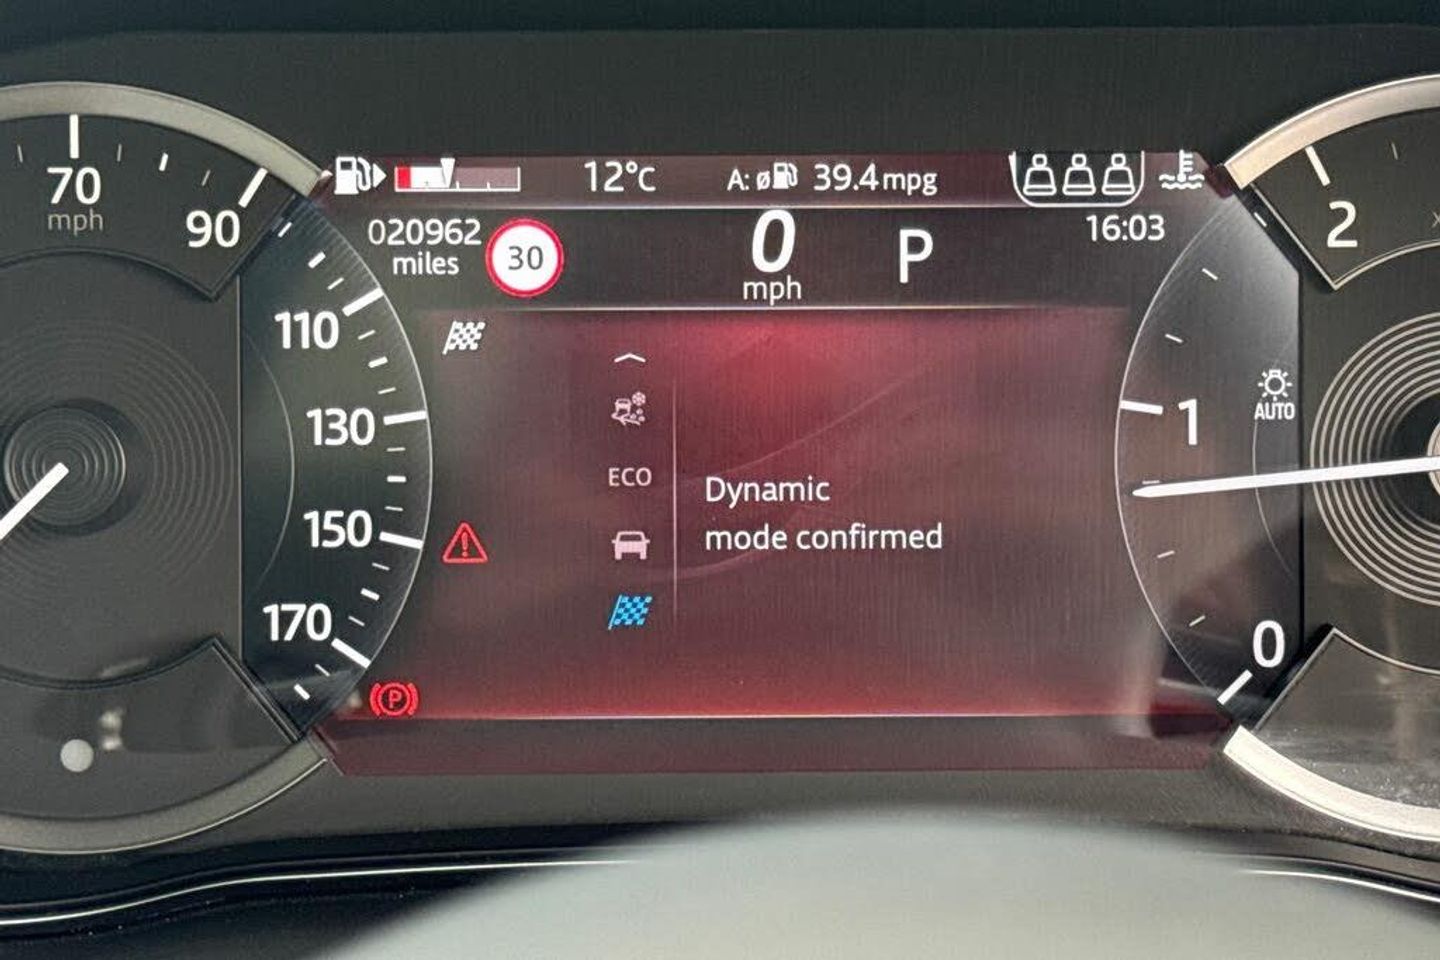 70
mph
90
110
130
150
170
12°C
A: ø 39.4mpg
020962
miles
30
0
mph
P
16:03
ECO
Dynamic
mode confirmed
P
2
1
AUTO
0